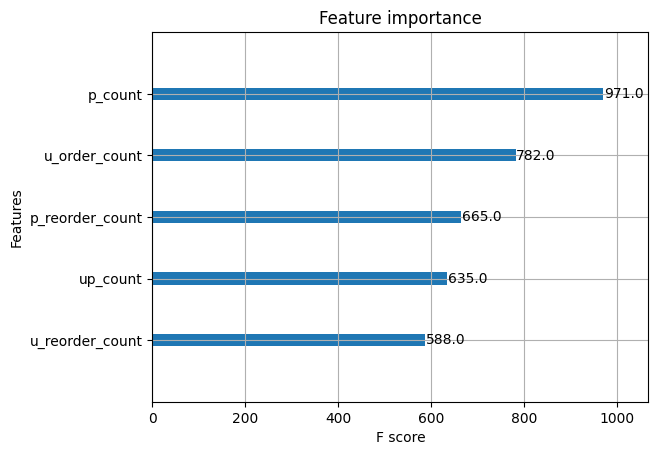 Feature importance
Features
p_count
971.0
u_order_count
782.0
p_reorder_count
665.0
up_count
635.0
u_reorder_count
588.0
0 200 400 600 800 1000
F score